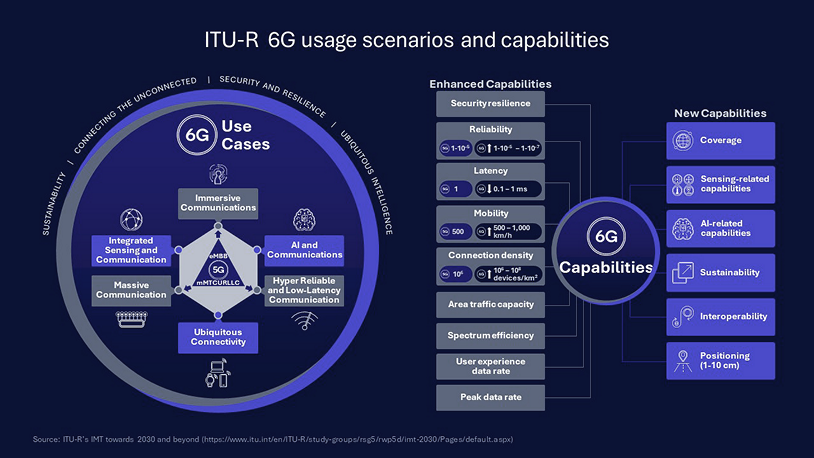 ITU-R 6G usage scenarios and capabilities
SUSTAINABILITY | CONNECTING THE UNCONNECTED | SECURITY AND RESILIENCE | UBIQUITOUS INTELLIGENCE
6G Use
Cases
Immersive
Communications
Integrated
Sensing and
Communication
AI and
Communications
eMBB
5G
mMTC URLLC
Massive
Communication
Hyper Reliable
and Low-Latency
Communication
Ubiquitous
Connectivity
Enhanced Capabilities
Security resilience
Reliability
5G 1-10⁻⁵ 6G 1-10⁻⁵ – 1-10⁻⁷
Latency
5G 1 6G 0.1 – 1 ms
Mobility
5G 500 6G 500 – 1,000
km/h
Connection density
5G 10⁶ 6G 10⁶ – 10⁸
devices/km²
Area traffic capacity
Spectrum efficiency
User experience
data rate
Peak data rate
6G
Capabilities
New Capabilities
Coverage
Sensing-related
capabilities
AI-related
capabilities
Sustainability
Interoperability
Positioning
(1-10 cm)
Source: ITU-R's IMT towards 2030 and beyond (https://www.itu.int/en/ITU-R/study-groups/rsg5/rwp5d/imt-2030/Pages/default.aspx)